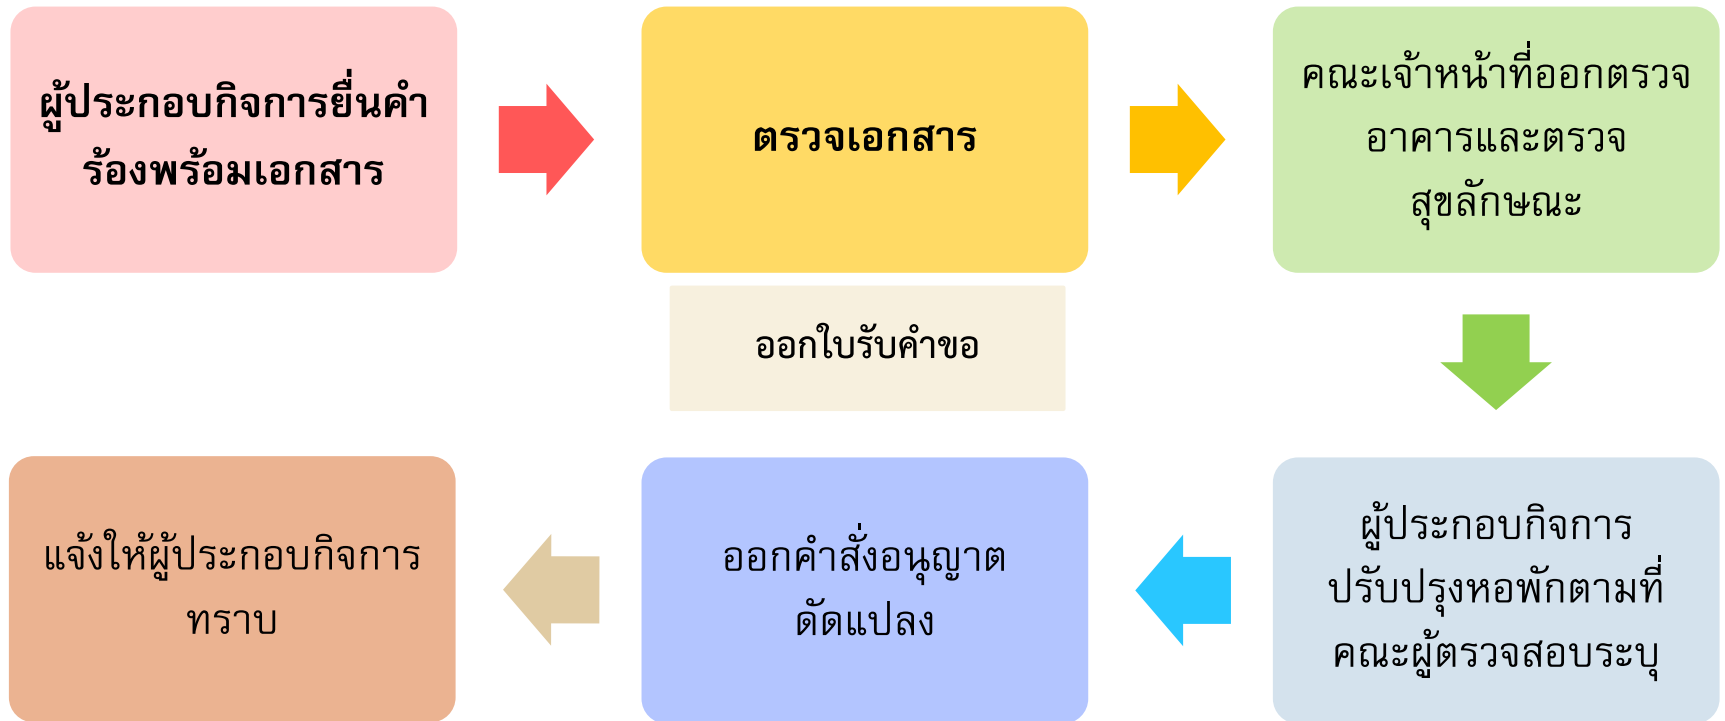 ผู้ประกอบกิจการยื่นคำ
ร้องพร้อมเอกสาร
ตรวจเอกสาร
คณะเจ้าหน้าที่ออกตรวจ
อาคารและตรวจ
สุขลักษณะ
ออกใบรับคำขอ
ผู้ประกอบกิจการ
ปรับปรุงหอพักตามที่
คณะผู้ตรวจสอบระบุ
ออกคำสั่งอนุญาต
ดัดแปลง
แจ้งให้ผู้ประกอบกิจการ
ทราบ